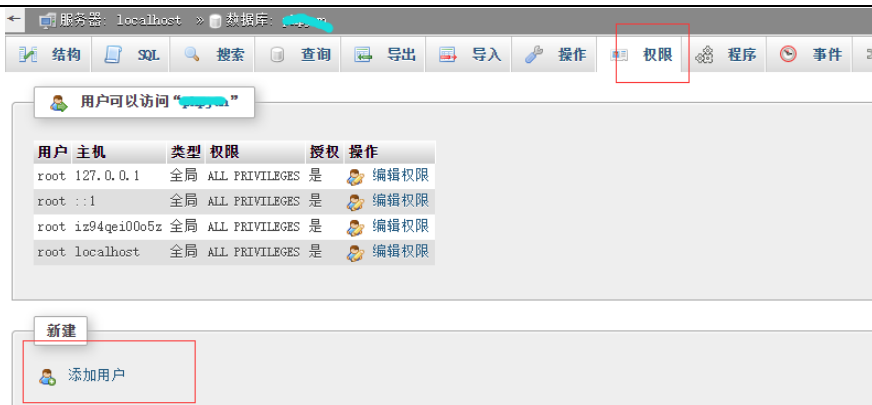 服务器: localhost » 数据库:
结构 SQL 搜索 查询 导出 导入 操作 权限 程序 事件
用户可以访问 “ ”
用户 主机 类型 权限 授权 操作
root 127.0.0.1 全局 ALL PRIVILEGES 是 编辑权限
root ::1 全局 ALL PRIVILEGES 是 编辑权限
root iz94qei00o5z 全局 ALL PRIVILEGES 是 编辑权限
root localhost 全局 ALL PRIVILEGES 是 编辑权限
新建
添加用户